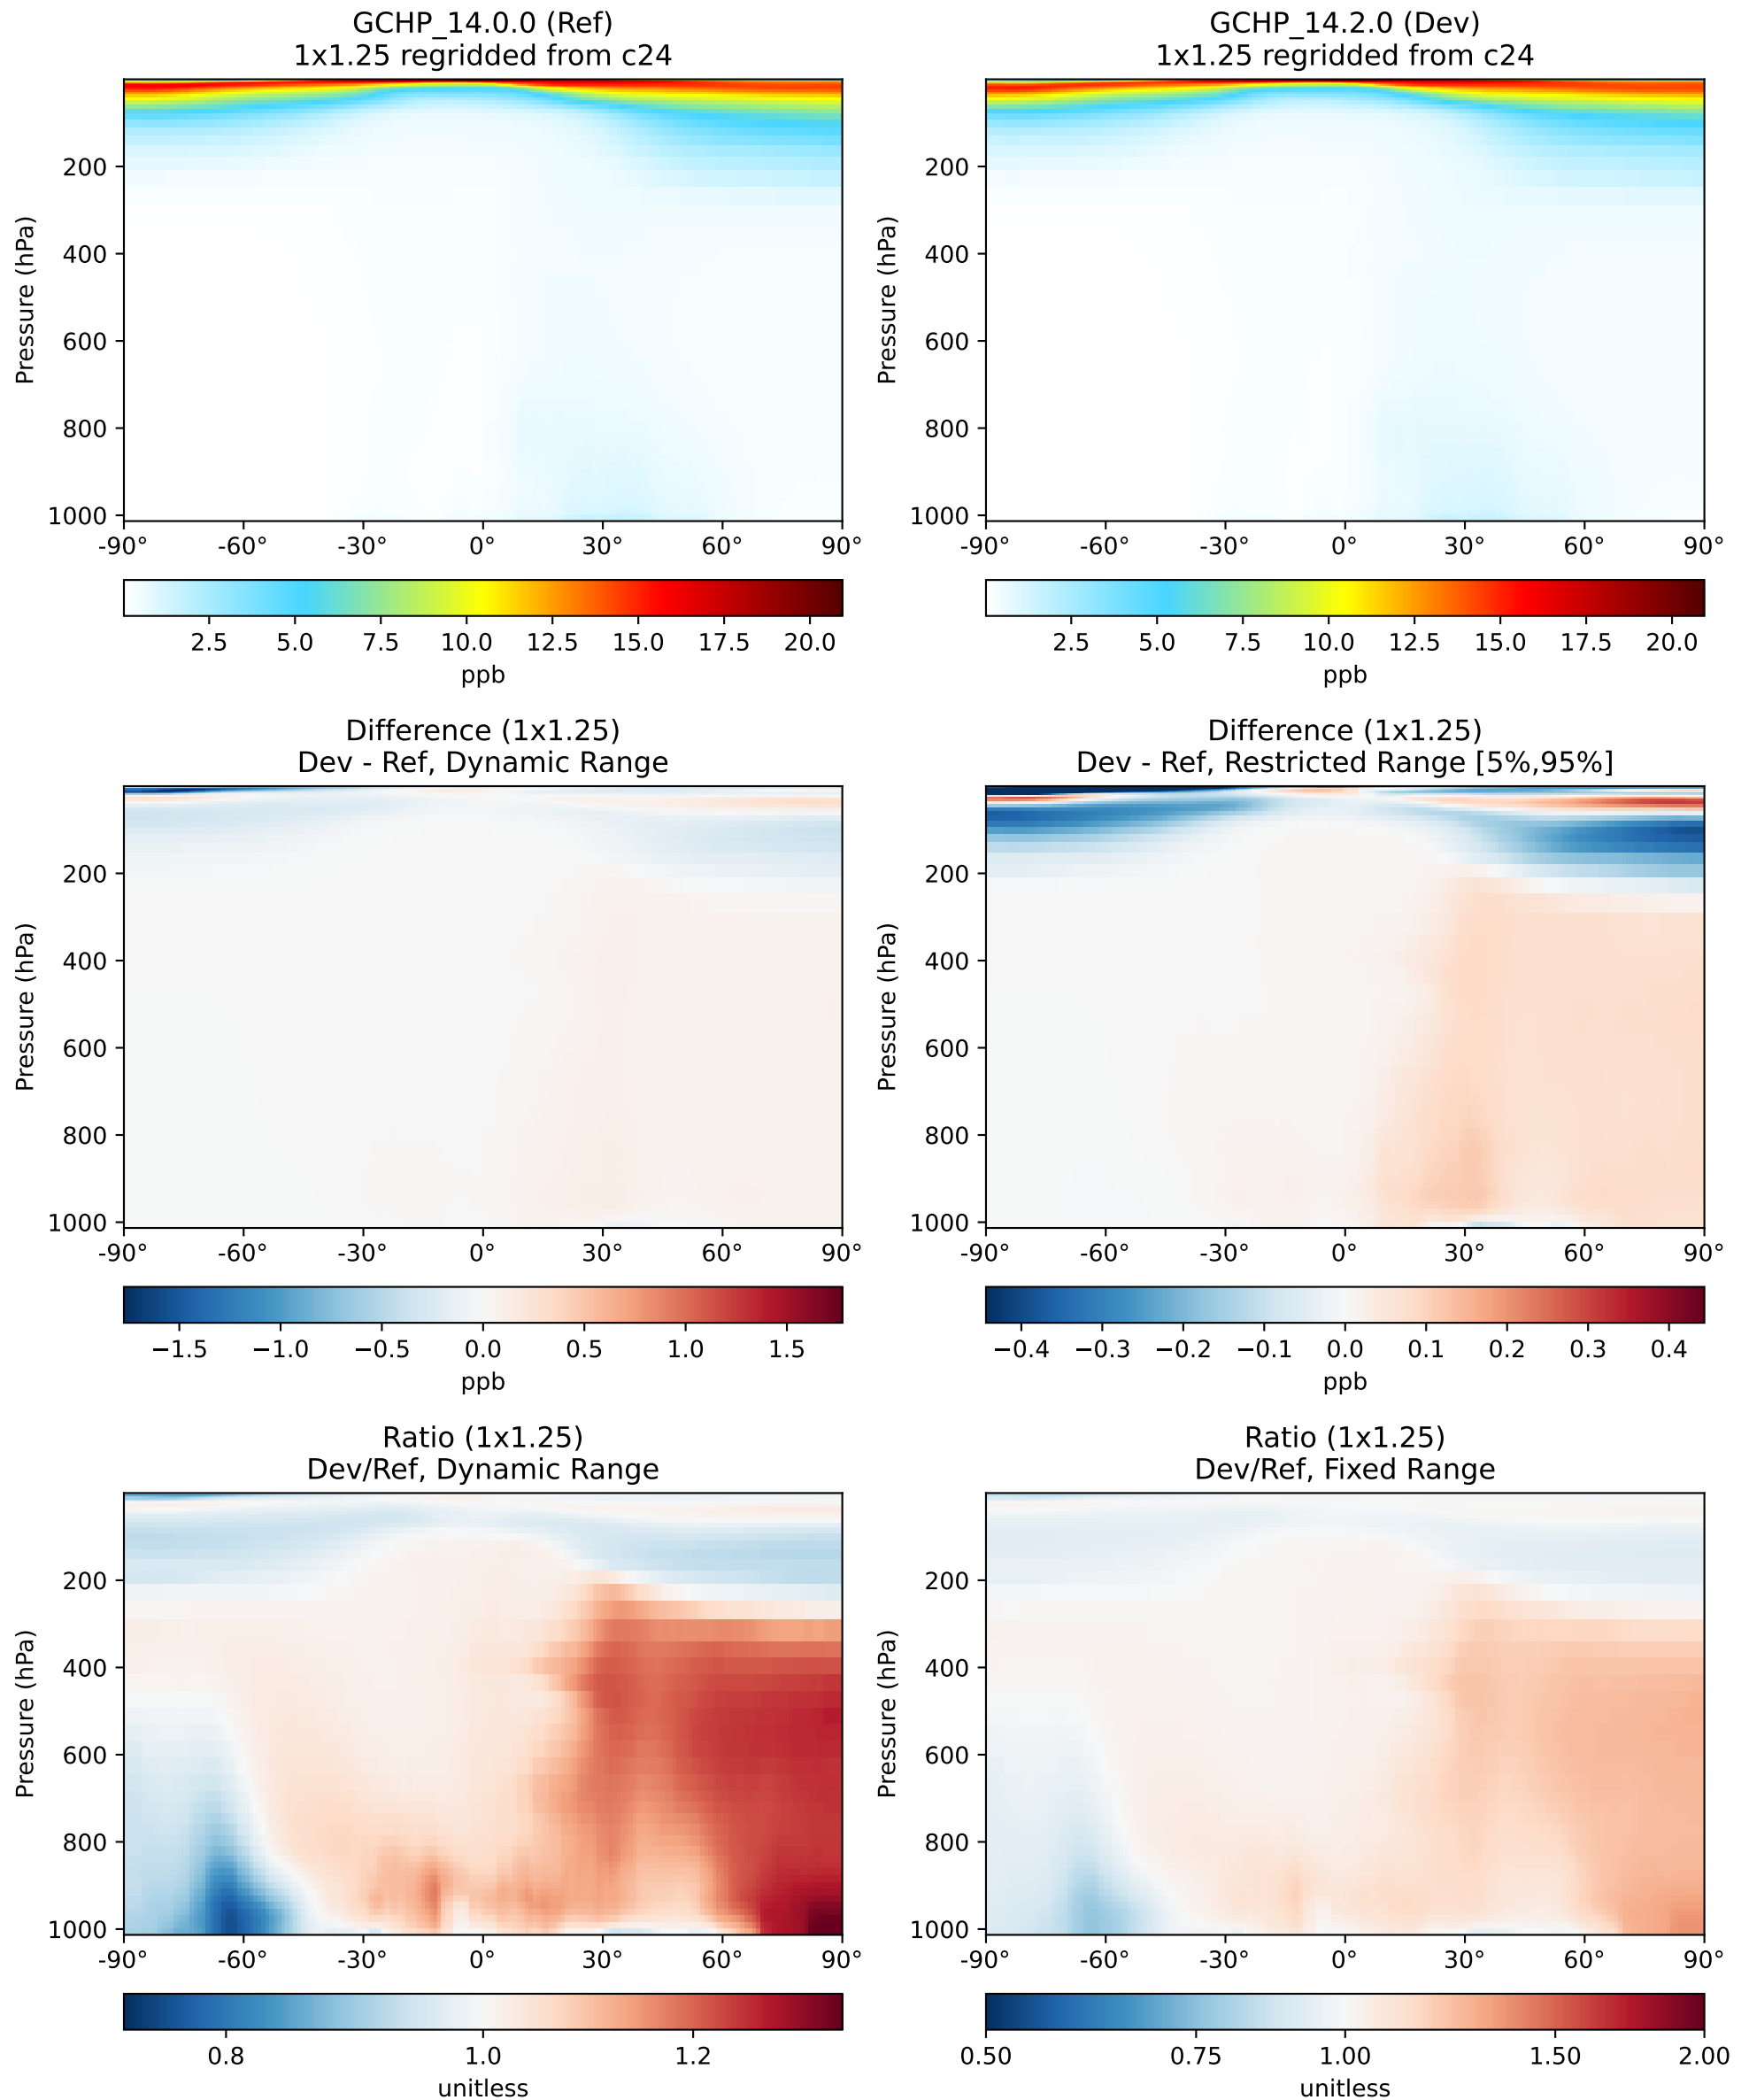 GCHP_14.0.0 (Ref)
1x1.25 regridded from c24
Pressure (hPa)
200
400
600
800
1000
-90° -60° -30° 0° 30° 60° 90°
2.5 5.0 7.5 10.0 12.5 15.0 17.5 20.0
ppb
GCHP_14.2.0 (Dev)
1x1.25 regridded from c24
Pressure (hPa)
200
400
600
800
1000
-90° -60° -30° 0° 30° 60° 90°
2.5 5.0 7.5 10.0 12.5 15.0 17.5 20.0
ppb
Difference (1x1.25)
Dev - Ref, Dynamic Range
Pressure (hPa)
200
400
600
800
1000
-90° -60° -30° 0° 30° 60° 90°
−1.5 −1.0 −0.5 0.0 0.5 1.0 1.5
ppb
Difference (1x1.25)
Dev - Ref, Restricted Range [5%,95%]
Pressure (hPa)
200
400
600
800
1000
-90° -60° -30° 0° 30° 60° 90°
−0.4 −0.3 −0.2 −0.1 0.0 0.1 0.2 0.3 0.4
ppb
Ratio (1x1.25)
Dev/Ref, Dynamic Range
Pressure (hPa)
200
400
600
800
1000
-90° -60° -30° 0° 30° 60° 90°
0.8 1.0 1.2
unitless
Ratio (1x1.25)
Dev/Ref, Fixed Range
Pressure (hPa)
200
400
600
800
1000
-90° -60° -30° 0° 30° 60° 90°
0.50 0.75 1.00 1.50 2.00
unitless